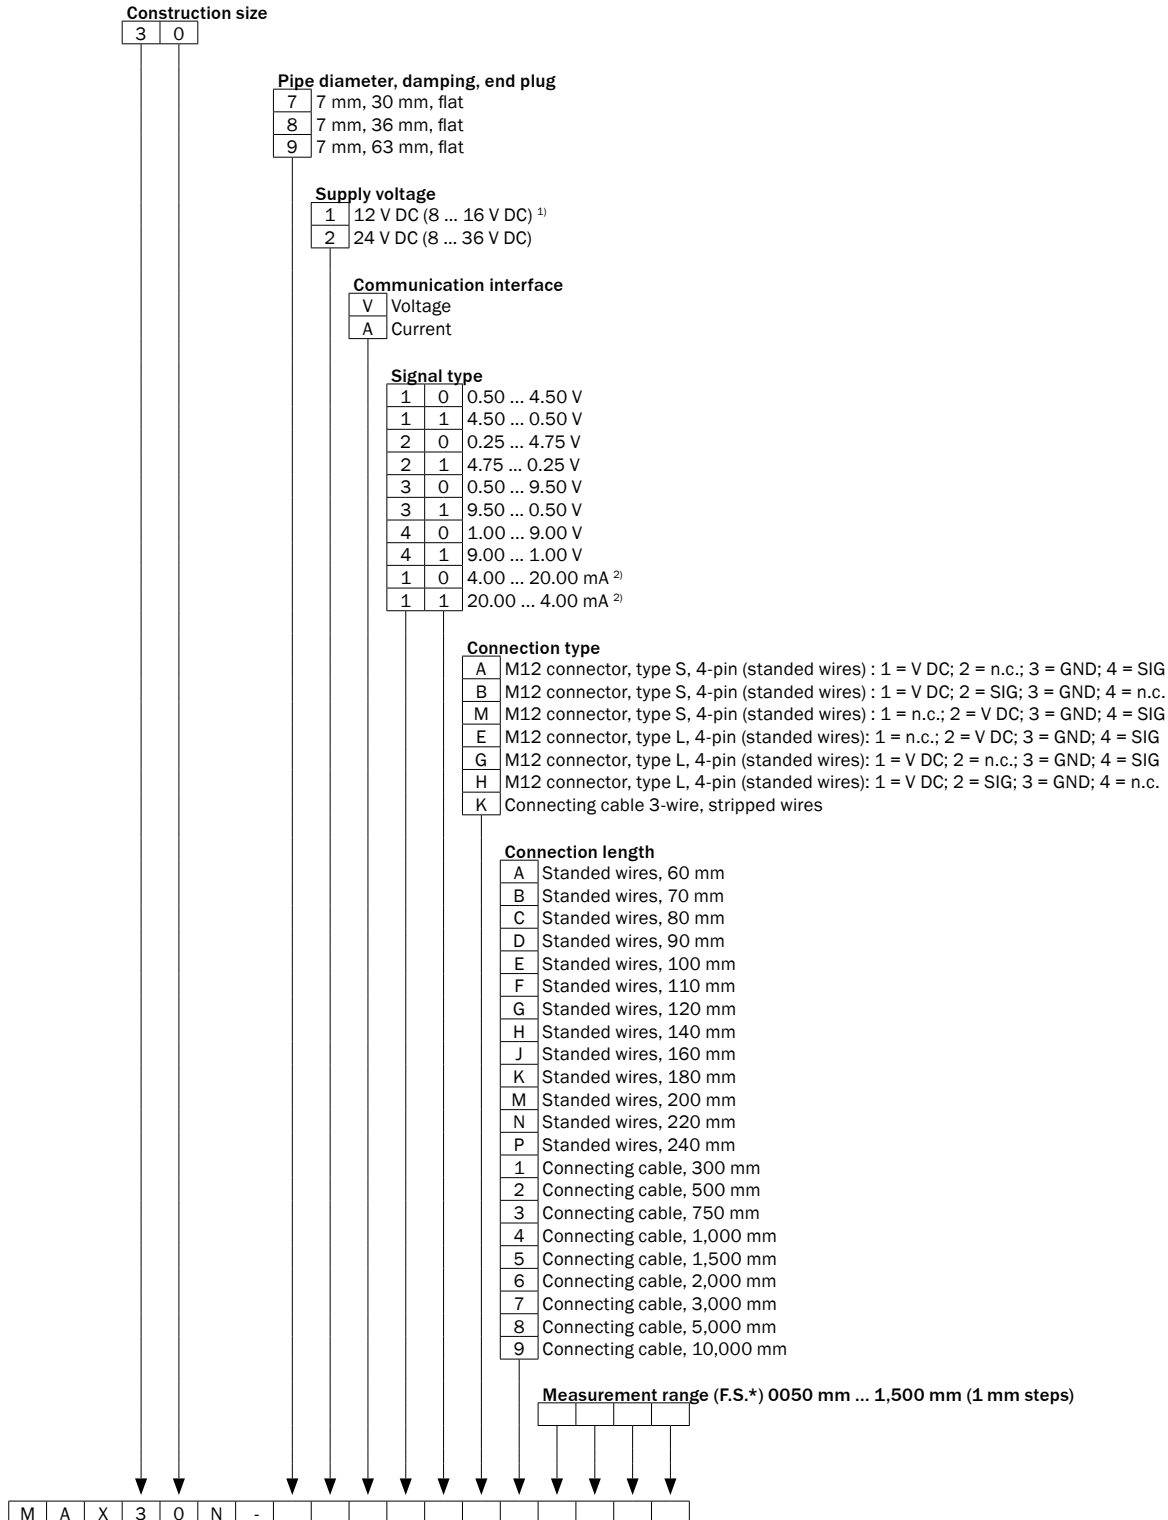 Construction size
3 0
Pipe diameter, damping, end plug
7 7 mm, 30 mm, flat
8 7 mm, 36 mm, flat
9 7 mm, 63 mm, flat
Supply voltage
1 12 V DC (8 ... 16 V DC) 1)
2 24 V DC (8 ... 36 V DC)
Communication interface
V Voltage
A Current
Signal type
1 0 0.50 ... 4.50 V
1 1 4.50 ... 0.50 V
2 0 0.25 ... 4.75 V
2 1 4.75 ... 0.25 V
3 0 0.50 ... 9.50 V
3 1 9.50 ... 0.50 V
4 0 1.00 ... 9.00 V
4 1 9.00 ... 1.00 V
1 0 4.00 ... 20.00 mA 2)
1 1 20.00 ... 4.00 mA 2)
Connection type
A M12 connector, type S, 4-pin (standed wires) : 1 = V DC; 2 = n.c.; 3 = GND; 4 = SIG
B M12 connector, type S, 4-pin (standed wires) : 1 = V DC; 2 = SIG; 3 = GND; 4 = n.c.
M M12 connector, type S, 4-pin (standed wires) : 1 = n.c.; 2 = V DC; 3 = GND; 4 = SIG
E M12 connector, type L, 4-pin (standed wires): 1 = n.c.; 2 = V DC; 3 = GND; 4 = SIG
G M12 connector, type L, 4-pin (standed wires): 1 = V DC; 2 = n.c.; 3 = GND; 4 = SIG
H M12 connector, type L, 4-pin (standed wires): 1 = V DC; 2 = SIG; 3 = GND; 4 = n.c.
K Connecting cable 3-wire, stripped wires
Connection length
A Standed wires, 60 mm
B Standed wires, 70 mm
C Standed wires, 80 mm
D Standed wires, 90 mm
E Standed wires, 100 mm
F Standed wires, 110 mm
G Standed wires, 120 mm
H Standed wires, 140 mm
J Standed wires, 160 mm
K Standed wires, 180 mm
M Standed wires, 200 mm
N Standed wires, 220 mm
P Standed wires, 240 mm
1 Connecting cable, 300 mm
2 Connecting cable, 500 mm
3 Connecting cable, 750 mm
4 Connecting cable, 1,000 mm
5 Connecting cable, 1,500 mm
6 Connecting cable, 2,000 mm
7 Connecting cable, 3,000 mm
8 Connecting cable, 5,000 mm
9 Connecting cable, 10,000 mm
Measurement range (F.S.*) 0050 mm ... 1,500 mm (1 mm steps)
M A X 3 0 N -